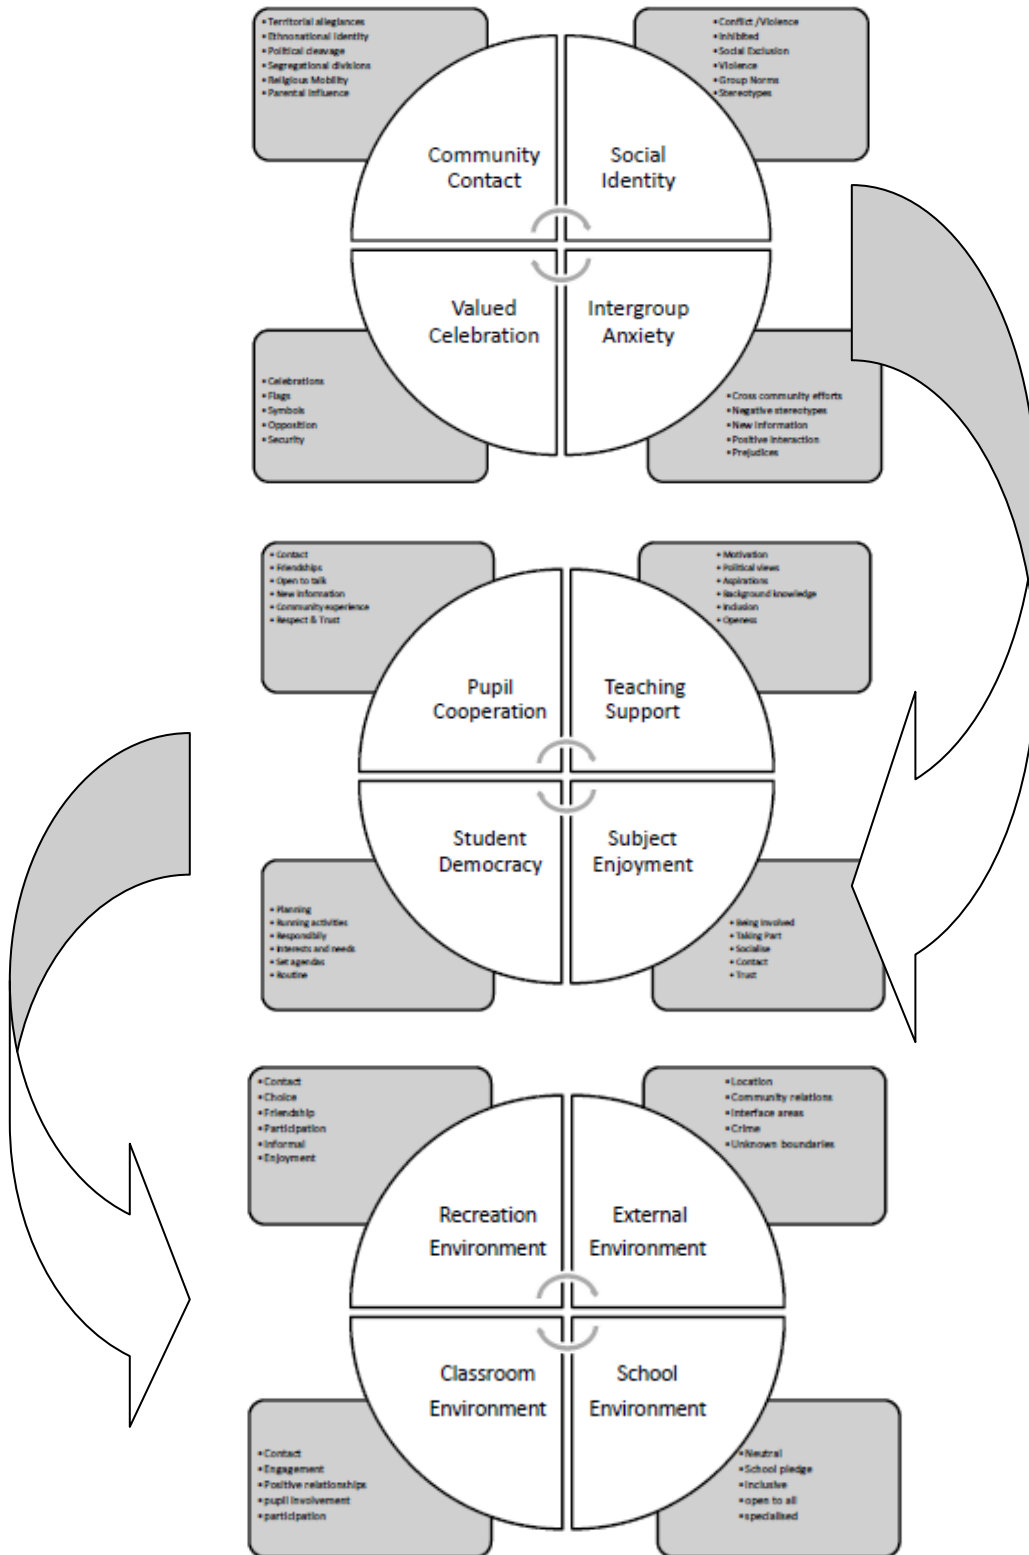 • Territorial allegiances
• Ethnonational Identity
• Political cleavage
• Segregational divisions
• Religious Mobility
• Parental Influence
• Conflict /Violence
• Inhibited
• Social Exclusion
• Violence
• Group Norms
• Stereotypes
Community
Contact
Social
Identity
Valued
Celebration
Intergroup
Anxiety
• Celebrations
• Flags
• Symbols
• Opposition
• Security
• Cross community efforts
• Negative stereotypes
• New Information
• Positive Interaction
• Prejudices
• Contact
• Friendships
• Open to talk
• New Information
• Community experience
• Respect & Trust
• Motivation
• Political views
• Aspirations
• Background knowledge
• Inclusion
• Openess
Pupil
Cooperation
Teaching
Support
Student
Democracy
Subject
Enjoyment
• Planning
• Running activities
• Responsibily
• Interests and needs
• Set agendas
• Routine
• Being Involved
• Taking Part
• Socialise
• Contact
• Trust
• Contact
• Choice
• Friendship
• Participation
• Informal
• Enjoyment
• Location
• Community relations
• Interface areas
• Crime
• Unknown boundaries
Recreation
Environment
External
Environment
Classroom
Environment
School
Environment
• Contact
• Engagement
• Positive relationships
• pupil Involvement
• participation
• Neutral
• School pledge
• Inclusive
• open to all
• specialised